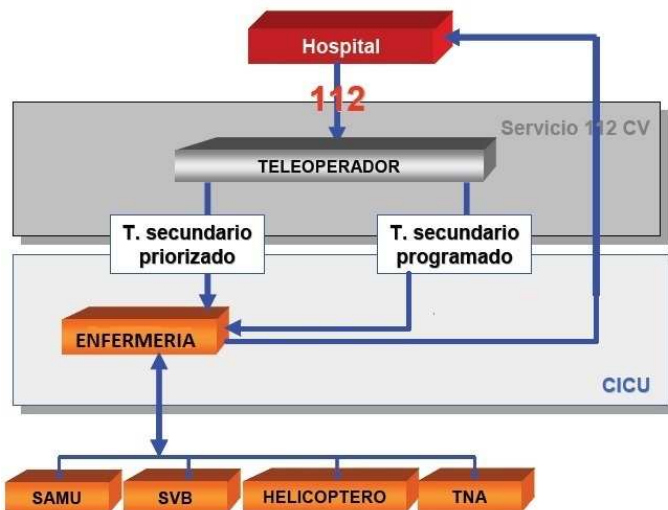 Hospital
112
Servicio 112 CV
TELEOPERADOR
T. secundario
priorizado
T. secundario
programado
ENFERMERIA
CICU
SAMU
SVB
HELICOPTERO
TNA